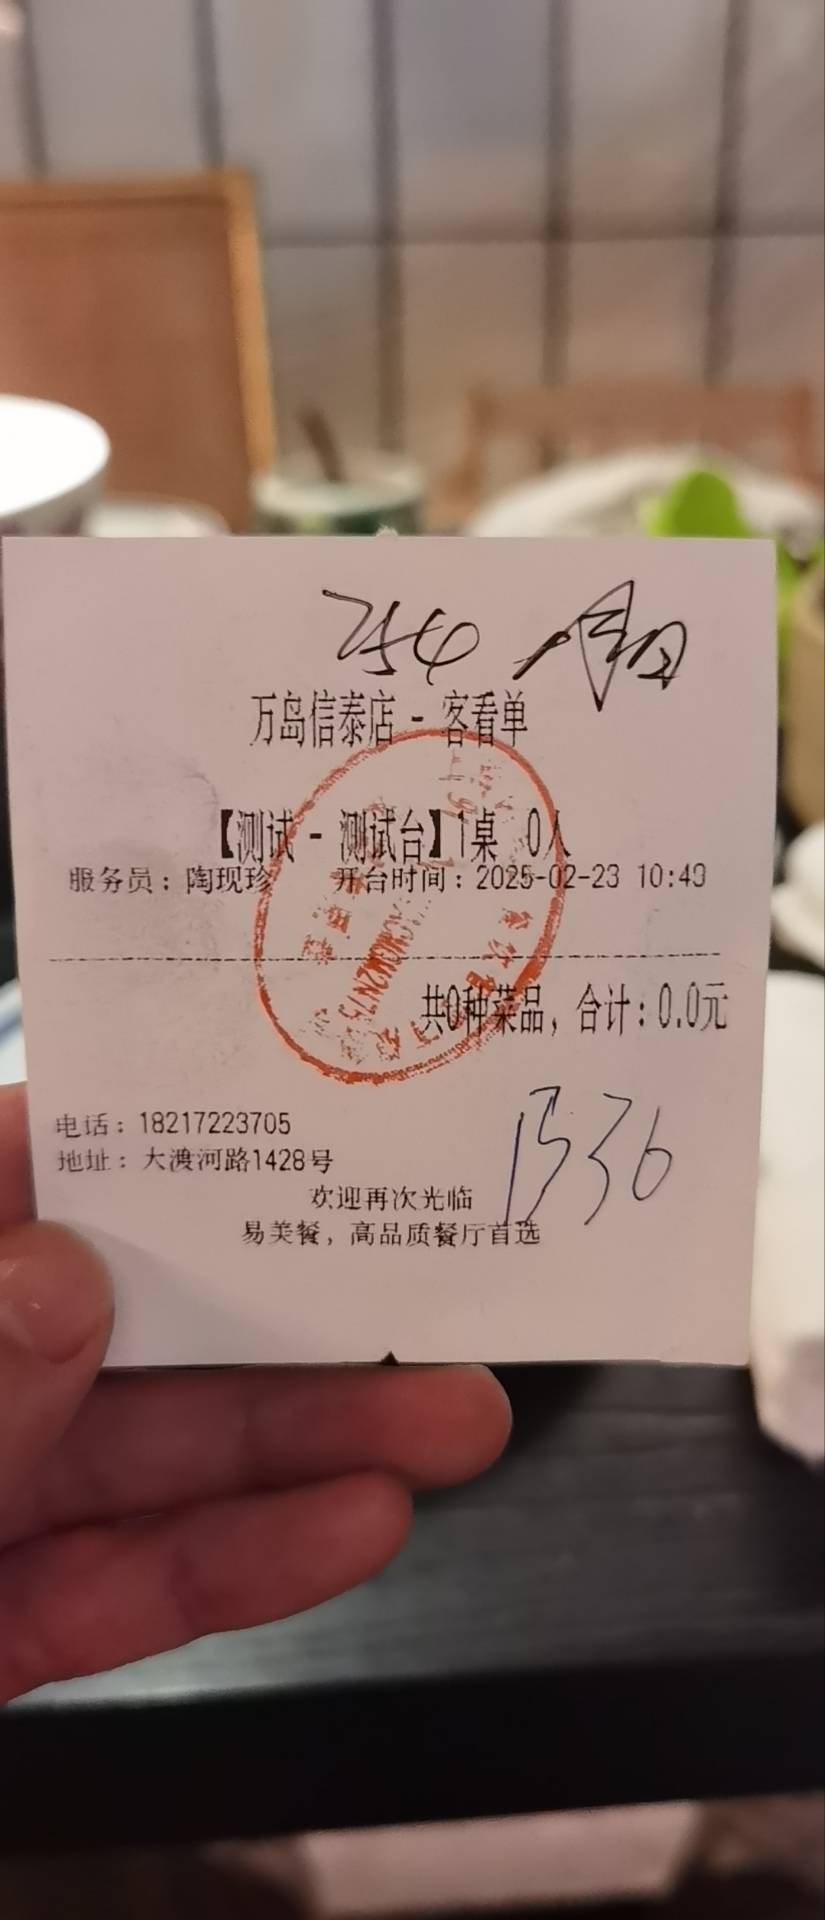 754
万岛信泰店 - 客看单
【测试 - 测试台】1桌 0人
服务员：陶现珍 开台时间：2025-02-23 10:43
共0种菜品，合计：0.0元
电话：18217223705
地址：大渡河路1428号
欢迎再次光临
易美餐，高品质餐厅首选